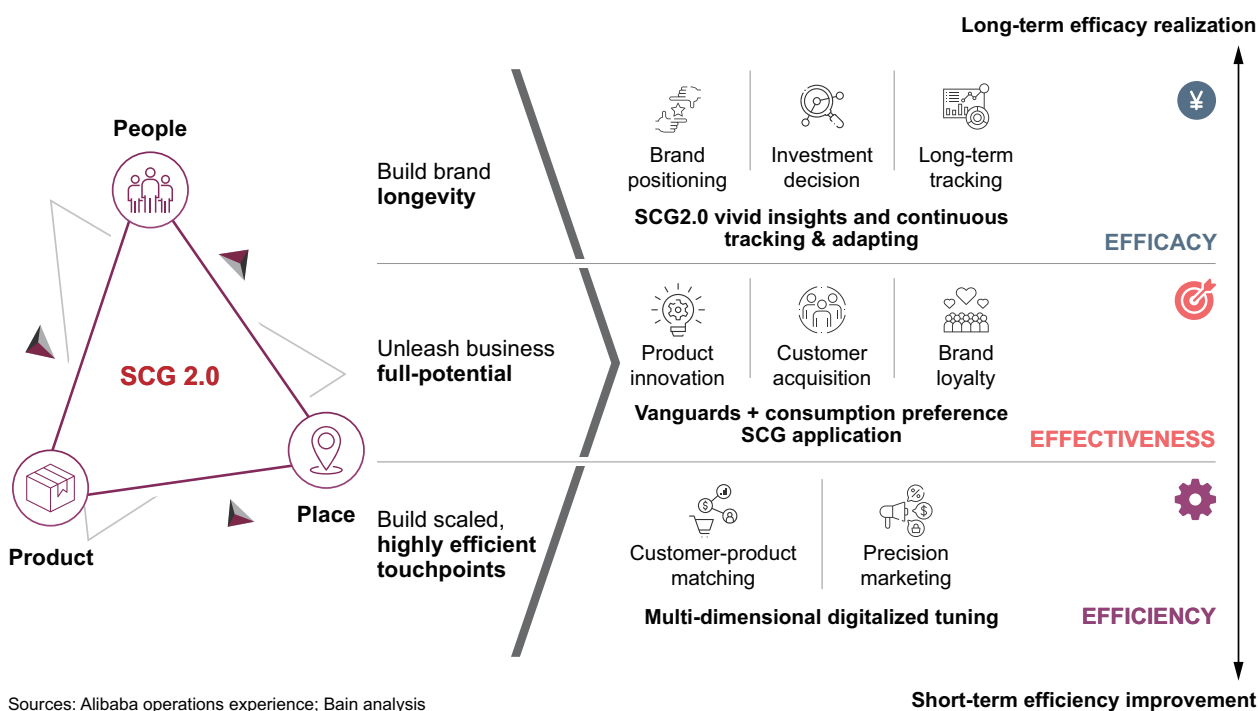 Long-term efficacy realization
People
Product
Place
SCG 2.0
Build brand
longevity
Brand
positioning
Investment
decision
Long-term
tracking
SCG2.0 vivid insights and continuous
tracking & adapting
¥
EFFICACY
Unleash business
full-potential
Product
innovation
Customer
acquisition
Brand
loyalty
Vanguards + consumption preference
SCG application
EFFECTIVENESS
Build scaled,
highly efficient
touchpoints
$
Customer-product
matching
%
$
Precision
marketing
Multi-dimensional digitalized tuning
EFFICIENCY
Short-term efficiency improvement
Sources: Alibaba operations experience; Bain analysis